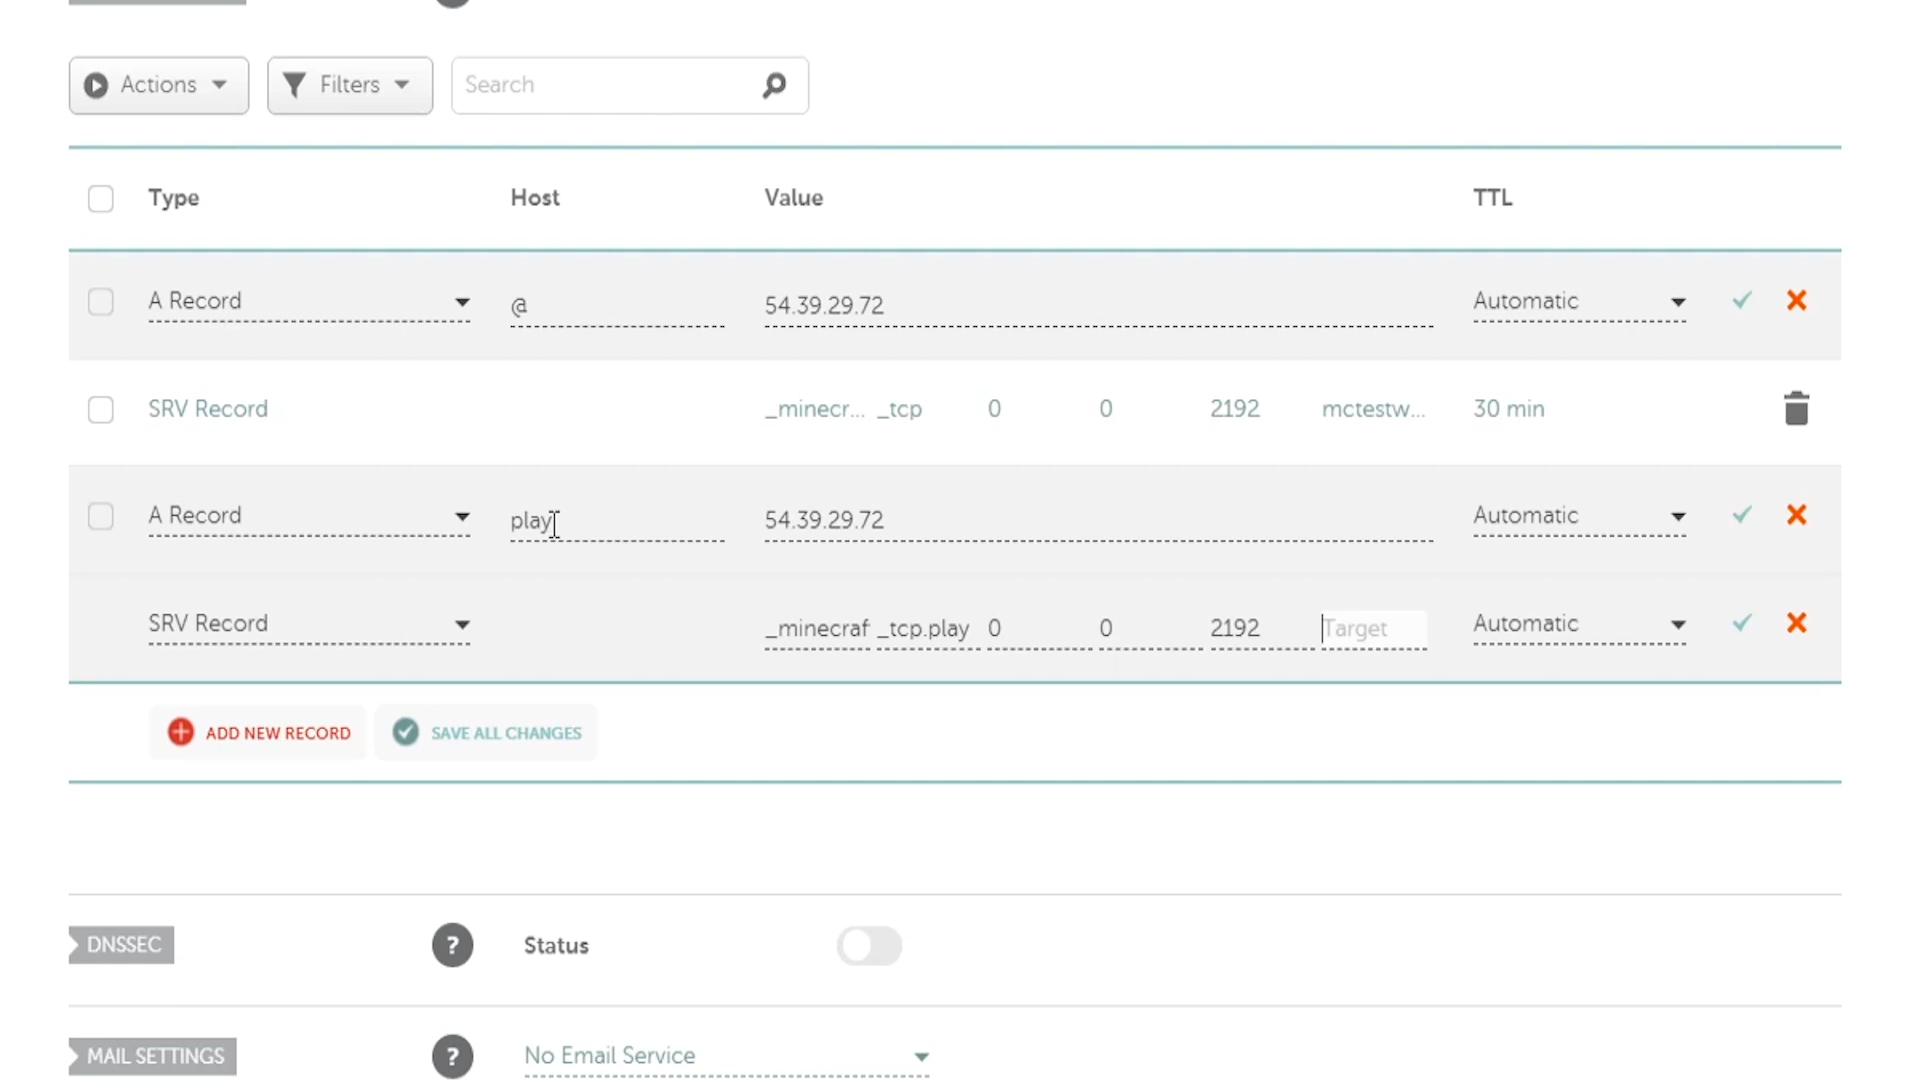 Actions Filters Search
Type Host Value TTL
A Record @ 54.39.29.72 Automatic
SRV Record _minecr... _tcp 0 0 2192 mctestw... 30 min
A Record play 54.39.29.72 Automatic
SRV Record _minecraf _tcp.play 0 0 2192 Target Automatic
ADD NEW RECORD SAVE ALL CHANGES
DNSSEC ? Status
MAIL SETTINGS ? No Email Service